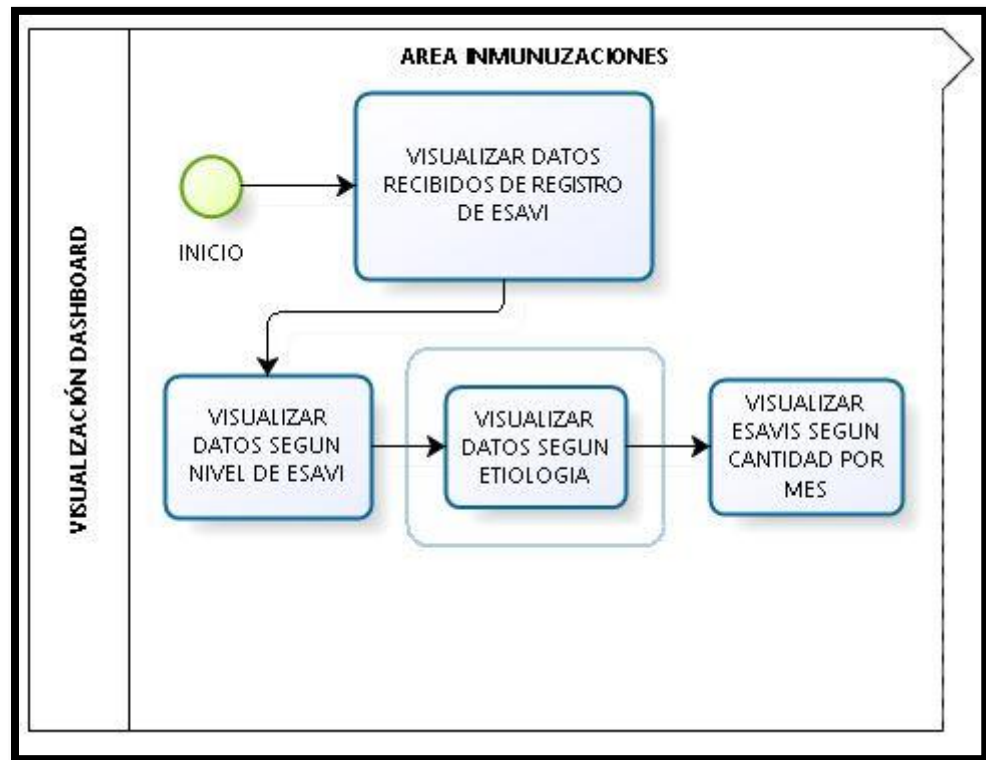 AREA INMUNUZACIONES
VISUALIZACIÓN DASHBOARD
INICIO
VISUALIZAR DATOS
RECIBIDOS DE REGISTRO
DE ESAVI
VISUALIZAR
DATOS SEGUN
NIVEL DE ESAVI
VISUALIZAR
DATOS SEGUN
ETIOLOGIA
VISUALIZAR
ESAVIS SEGUN
CANTIDAD POR
MES